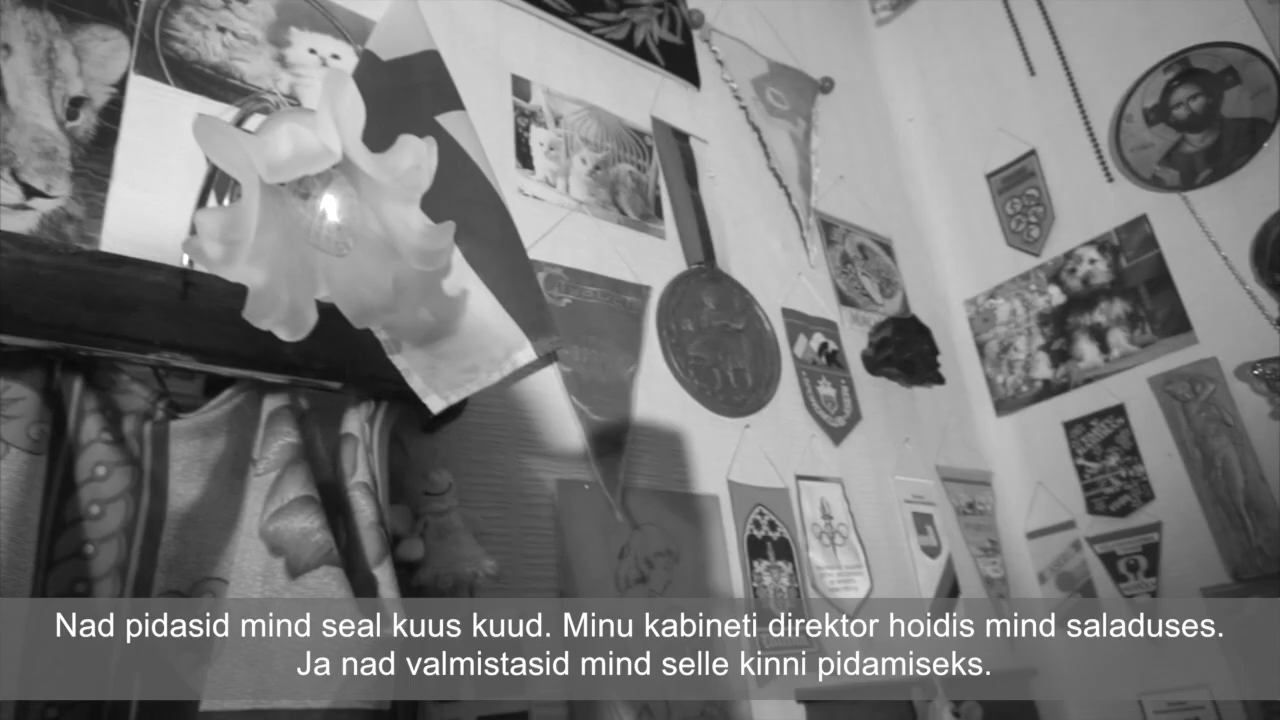 Nad pidasid mind seal kuus kuud. Minu kabineti direktor hoidis mind saladuses.
Ja nad valmistasid mind selle kinni pidamiseks.